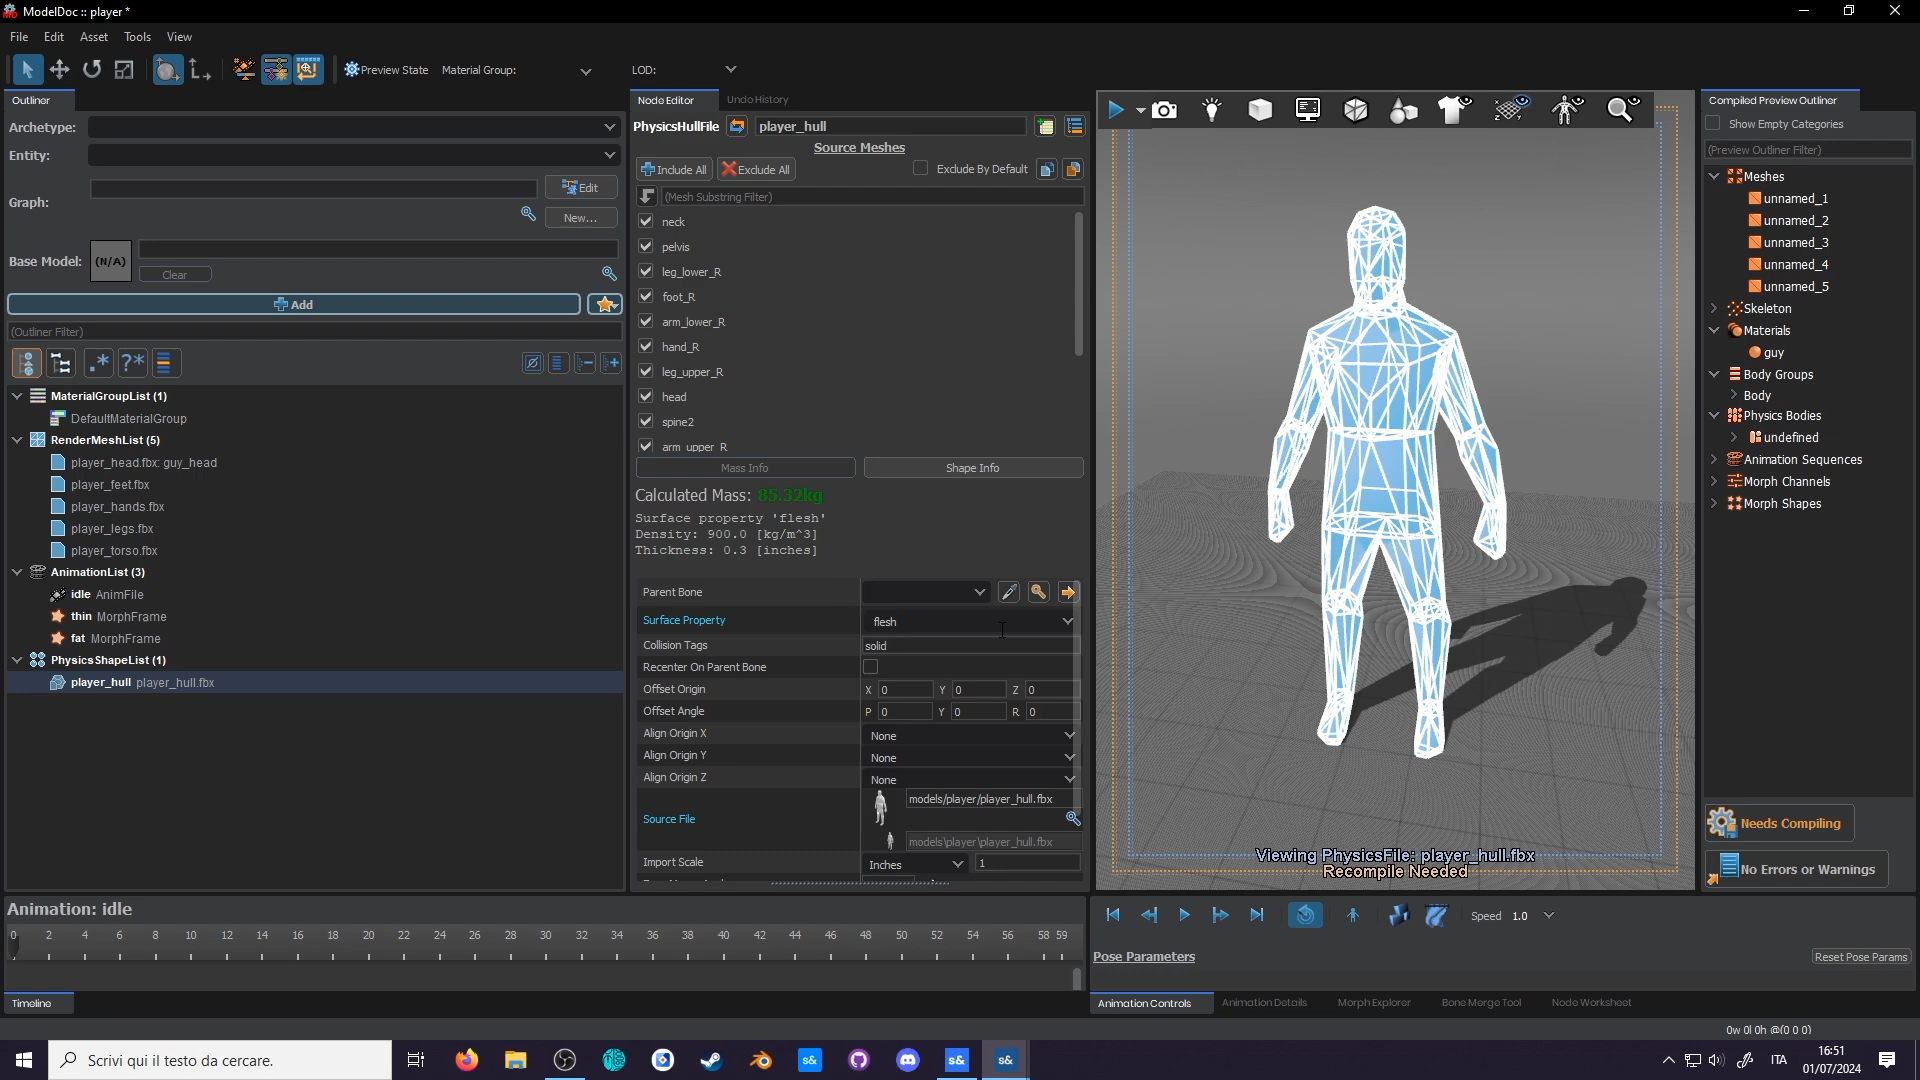 ModelDoc :: player *
File Edit Asset Tools View
Preview State Material Group: LOD:
Outliner
Archetype:
Entity:
Graph:
Edit
New...
Base Model:
(N/A)
Clear
Add
(Outliner Filter)
MaterialGroupList (1)
DefaultMaterialGroup
RenderMeshList (5)
player_head.fbx: guy_head
player_feet.fbx
player_hands.fbx
player_legs.fbx
player_torso.fbx
AnimationList (3)
idle AnimFile
thin MorphFrame
fat MorphFrame
PhysicsShapeList (1)
player_hull player_hull.fbx
Node Editor Undo History
PhysicsHullFile player_hull
Source Meshes
Include All Exclude All Exclude By Default
(Mesh Substring Filter)
neck
pelvis
leg_lower_R
foot_R
arm_lower_R
hand_R
leg_upper_R
head
spine2
arm_upper_R
Mass Info Shape Info
Calculated Mass: 85.32kg
Surface property 'flesh'
Density: 900.0 [kg/m^3]
Thickness: 0.3 [inches]
Parent Bone
Surface Property flesh
Collision Tags solid
Recenter On Parent Bone
Offset Origin X 0 Y 0 Z 0
Offset Angle P 0 Y 0 R 0
Align Origin X None
Align Origin Y None
Align Origin Z None
Source File
models/player/player_hull.fbx
models\player\player_hull.fbx
Import Scale Inches 1
Viewing PhysicsFile: player_hull.fbx
Recompile Needed
Compiled Preview Outliner
Show Empty Categories
(Preview Outliner Filter)
Meshes
unnamed_1
unnamed_2
unnamed_3
unnamed_4
unnamed_5
Skeleton
Materials
guy
Body Groups
Body
Physics Bodies
undefined
Animation Sequences
Morph Channels
Morph Shapes
Needs Compiling
No Errors or Warnings
Animation: idle
0 2 4 6 8 10 12 14 16 18 20 22 24 26 28 30 32 34 36 38 40 42 44 46 48 50 52 54 56 58 59
Timeline
Speed 1.0
Pose Parameters
Reset Pose Params
Animation Controls Animation Details Morph Explorer Bone Merge Tool Node Worksheet
0w 0l 0h @(0 0 0)
Scrivi qui il testo da cercare.
s& s& s&
ITA
16:51
01/07/2024